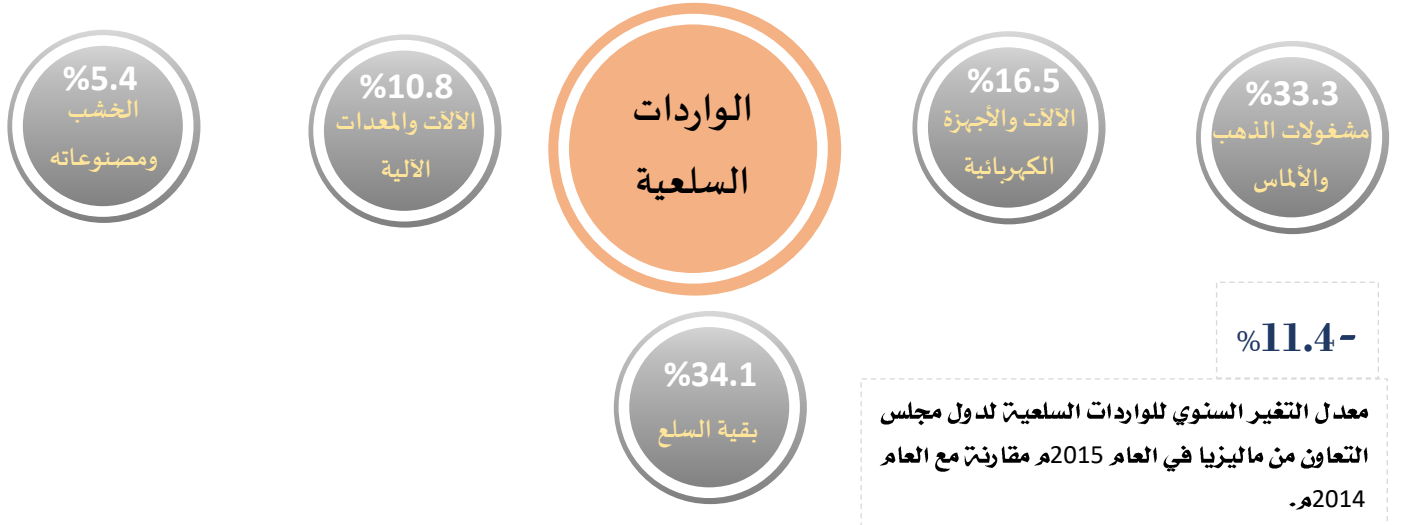 %33.3
مشغولات الذهب
والألماس
%16.5
الآلات والأجهزة
الكهربائية
الواردات
السلعية
%10.8
الآلات والمعدات
الآلية
%5.4
الخشب
ومصنوعاته
%34.1
بقية السلع
%11.4-
معدل التغير السنوي للواردات السلعية لدول مجلس
التعاون من ماليزيا في العام 2015م مقارنة مع العام
2014م.